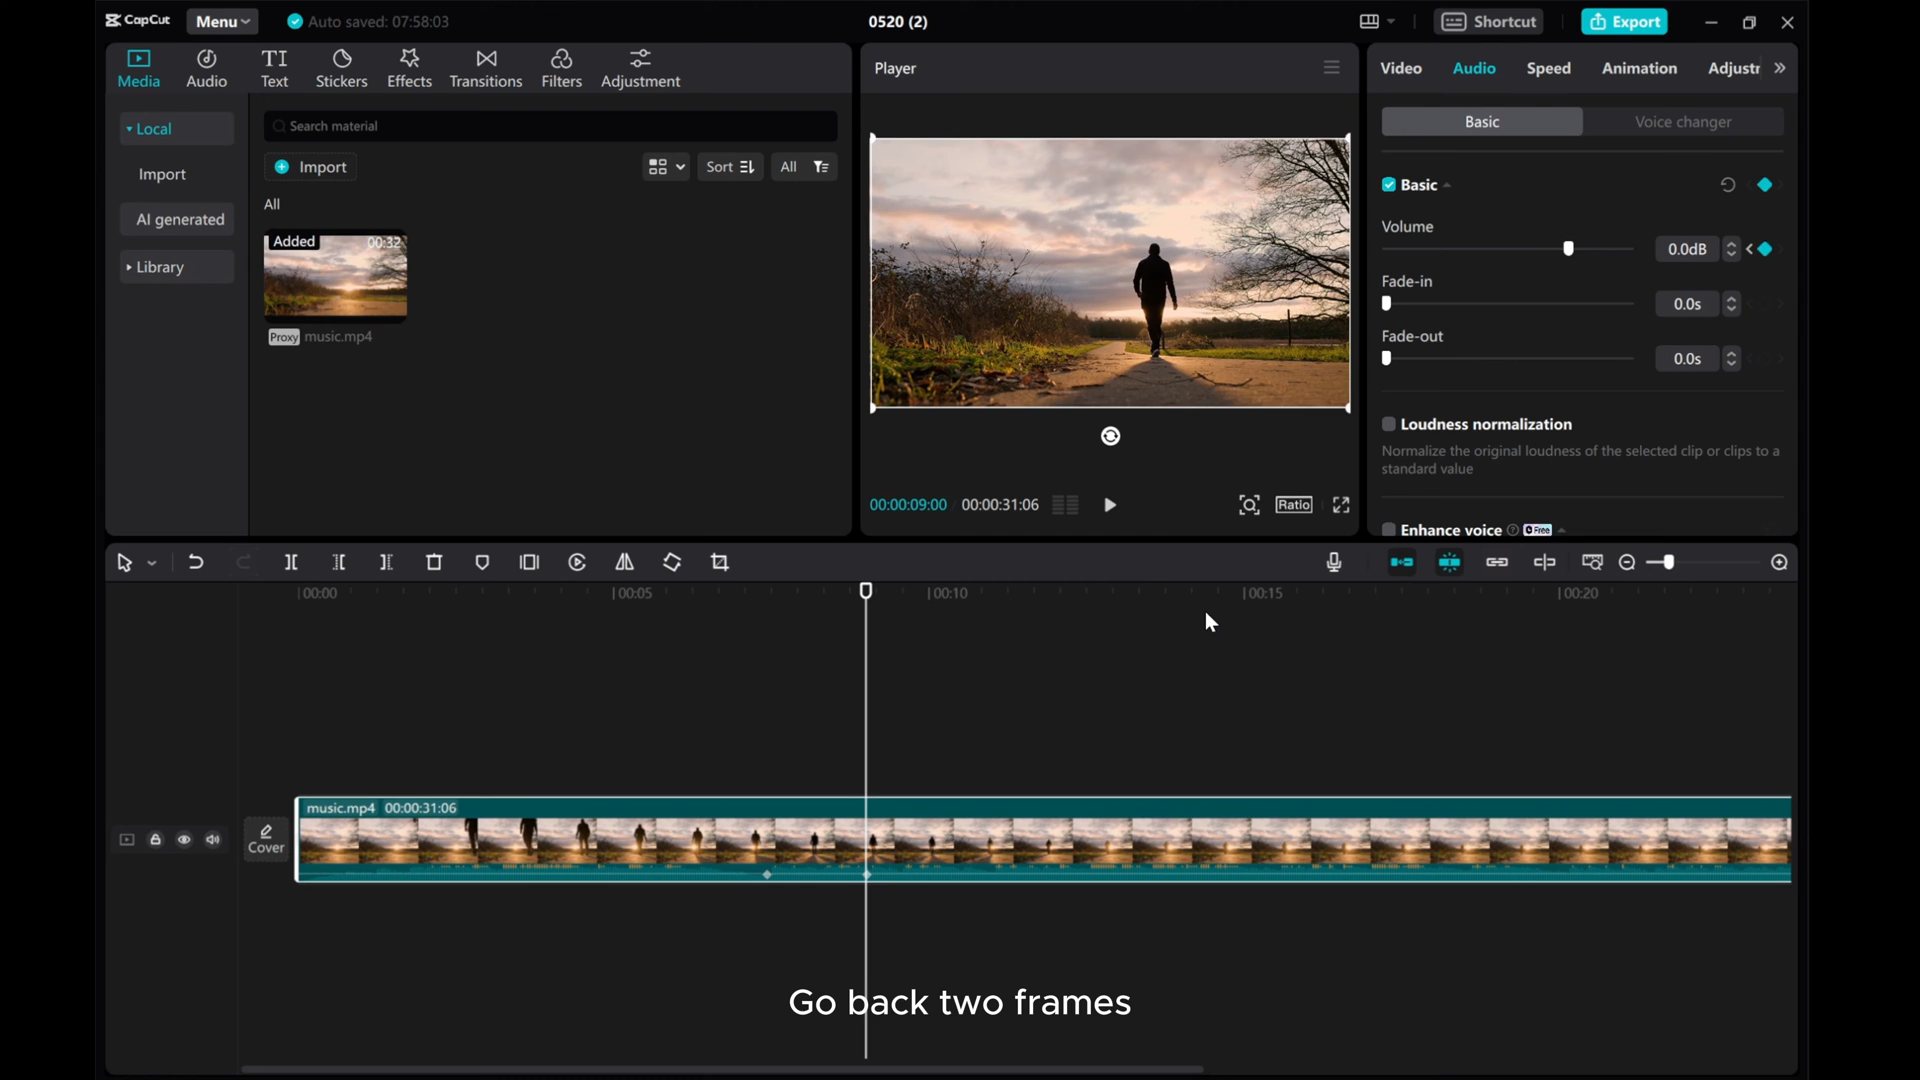 CapCut
Menu
Auto saved: 07:58:03
0520 (2)
Shortcut
Export
Media
Audio
Text
Stickers
Effects
Transitions
Filters
Adjustment
Local
Import
AI generated
Library
Search material
Import
Sort
All
All
Added
00:32
Proxy music.mp4
Player
00:00:09:00 / 00:00:31:06
Ratio
Video
Audio
Speed
Animation
Adjustr
Basic
Voice changer
Basic
Volume
0.0dB
Fade-in
0.0s
Fade-out
0.0s
Loudness normalization
Normalize the original loudness of the selected clip or clips to a
standard value
Enhance voice
Free
00:00
00:05
00:10
00:15
00:20
music.mp4 00:00:31:06
Cover
Go back two frames